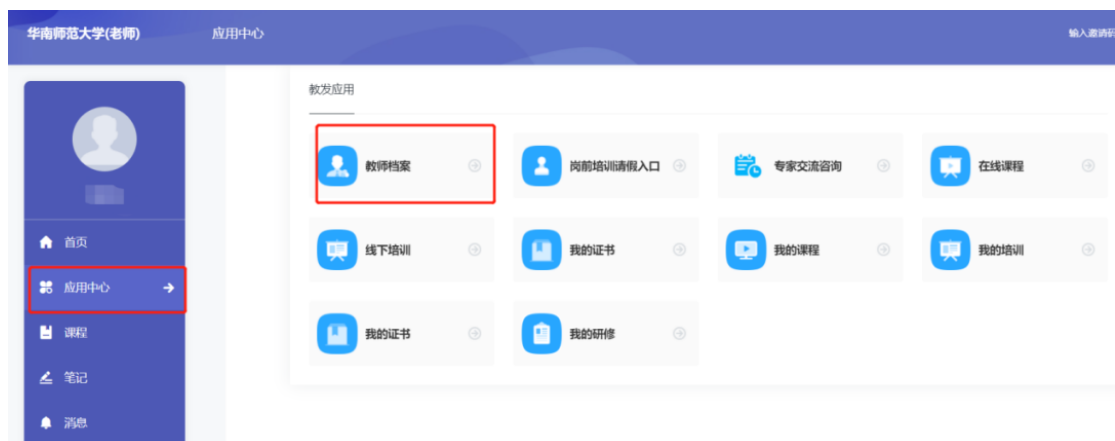 华南师范大学(老师) 应用中心 输入邀请码
教发应用
教师档案 岗前培训请假入口 专家交流咨询 在线课程
线下培训 我的证书 我的课程 我的培训
我的证书 我的研修
首页
应用中心
课程
笔记
消息